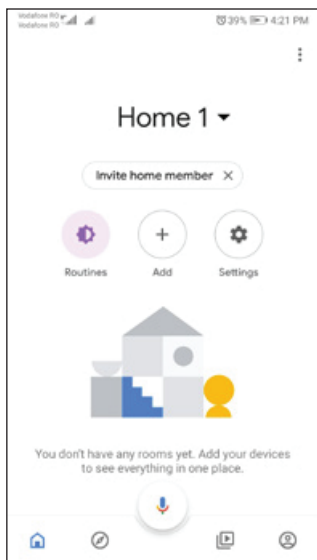 Vodafone RO
Vodafone RO
39% 4:21 PM
Home 1
Invite home member
Routines
Add
Settings
You don't have any rooms yet. Add your devices
to see everything in one place.